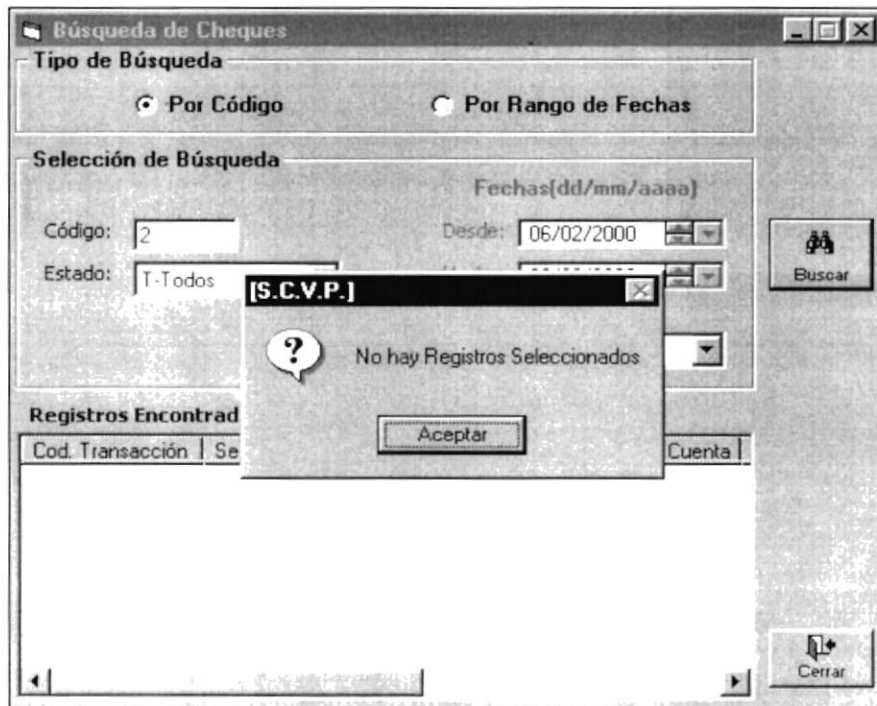 Búsqueda de Cheques
Tipo de Búsqueda
Por Código Por Rango de Fechas
Selección de Búsqueda
Fechas(dd/mm/aaaa)
Código: 2 Desde: 06/02/2000
Buscar
Estado: T-Todos
[S.C.V.P.]
No hay Registros Seleccionados
Aceptar
Registros Encontrad
Cod. Transacción Se Cuenta
Cerrar